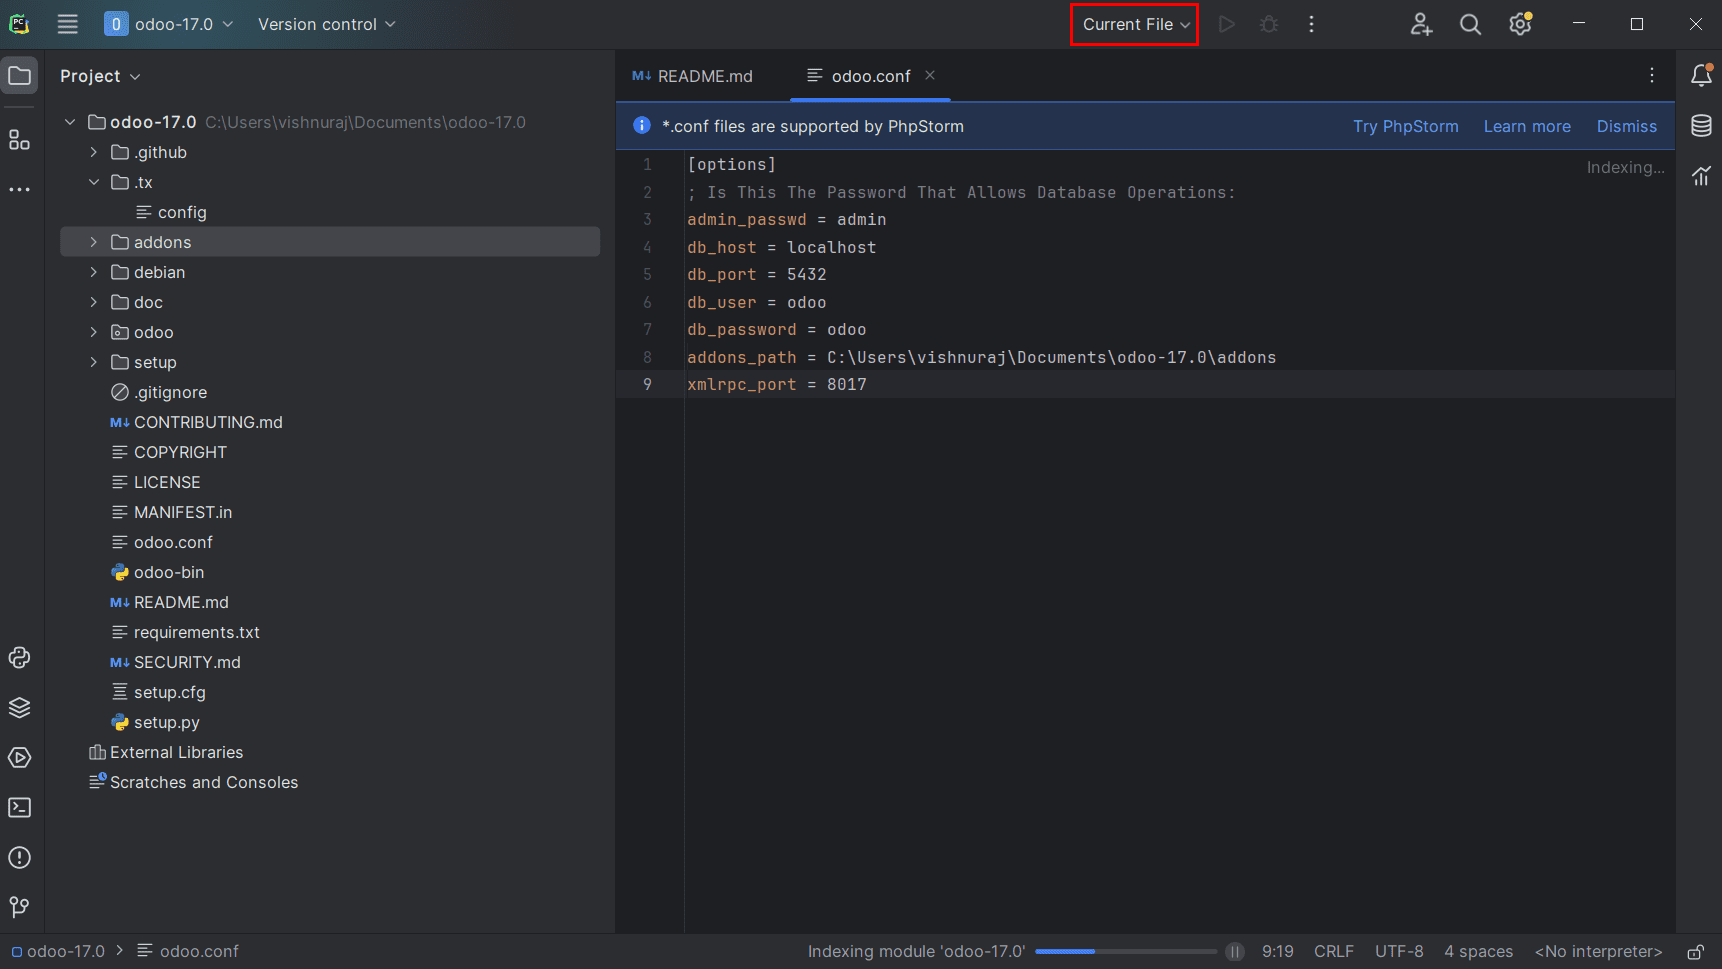 PC
O odoo-17.0
Version control
Current File
Project
README.md
odoo.conf
odoo-17.0 C:\Users\vishnuraj\Documents\odoo-17.0
.github
.tx
config
addons
debian
doc
odoo
setup
.gitignore
M↓ CONTRIBUTING.md
COPYRIGHT
LICENSE
MANIFEST.in
odoo.conf
odoo-bin
M↓ README.md
requirements.txt
M↓ SECURITY.md
setup.cfg
setup.py
External Libraries
Scratches and Consoles
*.conf files are supported by PhpStorm
Try PhpStorm
Learn more
Dismiss
Indexing...
1 [options]
2 ; Is This The Password That Allows Database Operations:
3 admin_passwd = admin
4 db_host = localhost
5 db_port = 5432
6 db_user = odoo
7 db_password = odoo
8 addons_path = C:\Users\vishnuraj\Documents\odoo-17.0\addons
9 xmlrpc_port = 8017
odoo-17.0 > odoo.conf
Indexing module 'odoo-17.0'
9:19
CRLF
UTF-8
4 spaces
<No interpreter>